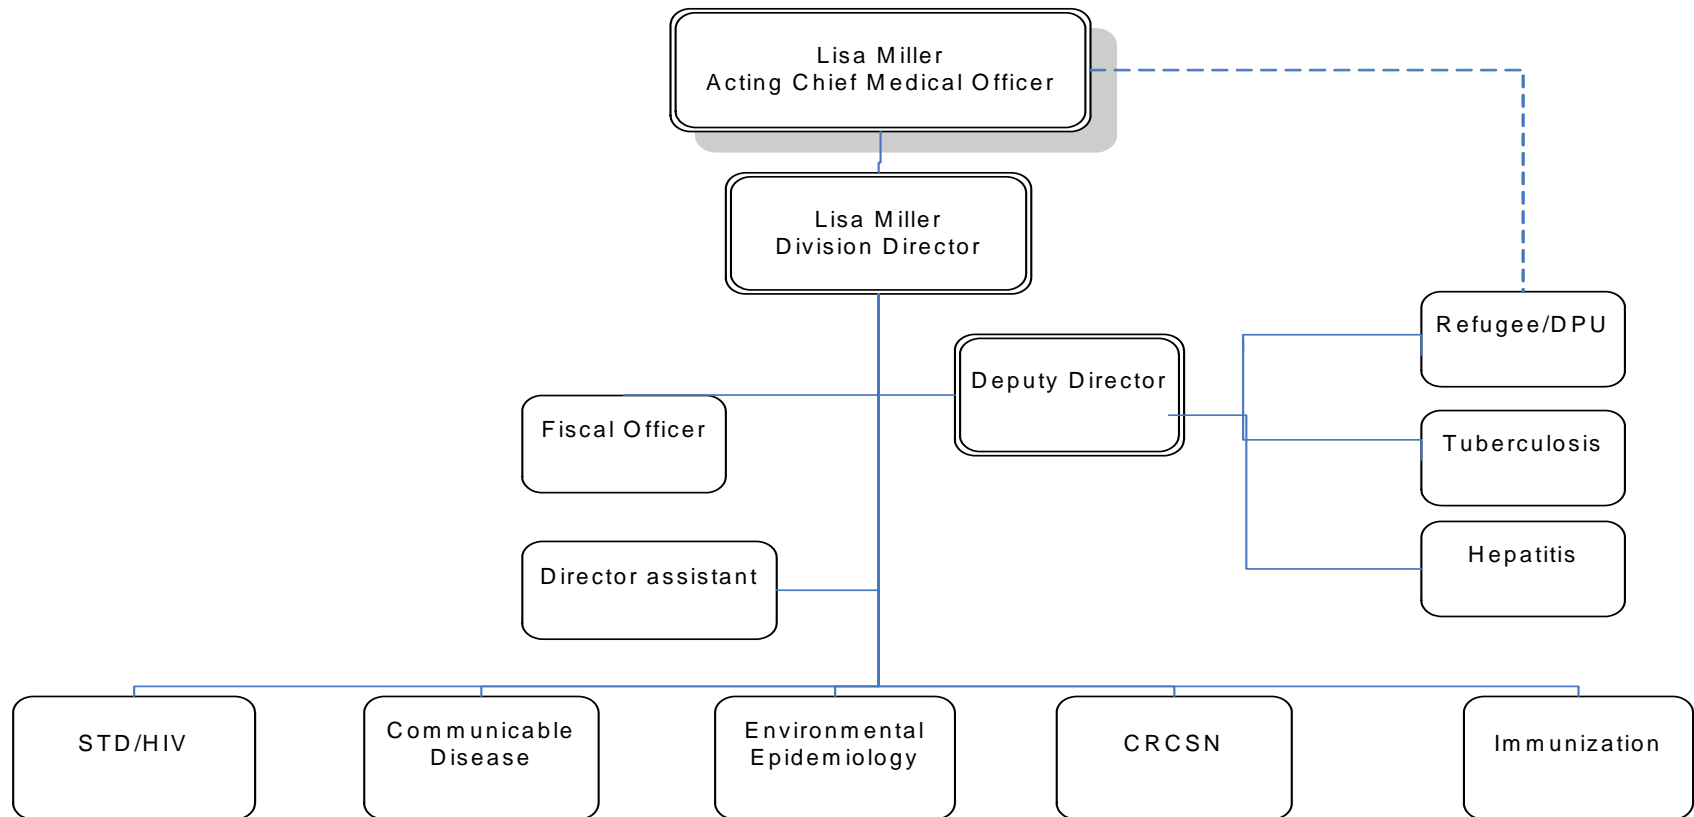 Lisa Miller
Acting Chief Medical Officer
Lisa Miller
Division Director
Refugee/DPU
Deputy Director
Fiscal Officer
Tuberculosis
Hepatitis
Director assistant
STD/HIV
Communicable
Disease
Environmental
Epidemiology
CRCSN
Immunization